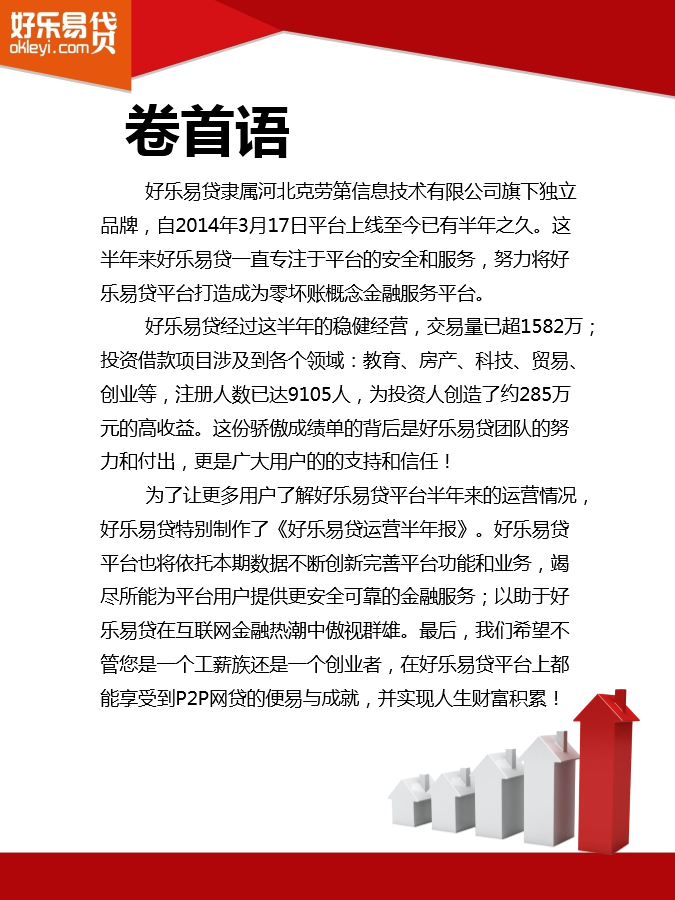 好乐易贷
okleyi.com
卷首语
好乐易贷隶属河北克劳第信息技术有限公司旗下独立
品牌，自2014年3月17日平台上线至今已有半年之久。这
半年来好乐易贷一直专注于平台的安全和服务，努力将好
乐易贷平台打造成为零坏账概念金融服务平台。
好乐易贷经过这半年的稳健经营，交易量已超1582万；
投资借款项目涉及到各个领域：教育、房产、科技、贸易、
创业等，注册人数已达9105人，为投资人创造了约285万
元的高收益。这份骄傲成绩单的背后是好乐易贷团队的努
力和付出，更是广大用户的的支持和信任！
为了让更多用户了解好乐易贷平台半年来的运营情况，
好乐易贷特别制作了《好乐易贷运营半年报》。好乐易贷
平台也将依托本期数据不断创新完善平台功能和业务，竭
尽所能为平台用户提供更安全可靠的金融服务；以助于好
乐易贷在互联网金融热潮中傲视群雄。最后，我们希望不
管您是一个工薪族还是一个创业者，在好乐易贷平台上都
能享受到P2P网贷的便易与成就，并实现人生财富积累！